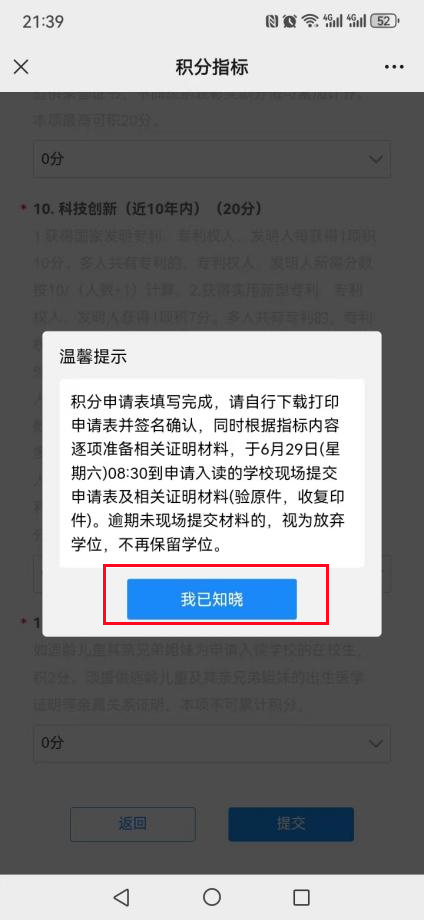 21:39
4G 4G 52
积分指标
本项最高可积20分。
0分
* 10. 科技创新（近10年内）（20分）
1.获得国家发明专利，专利权人、发明人每获得1项积
10分。多人共有专利的，专利权人、发明人所得分数
按10/（人数+1）计算。2.获得实用新型专利，专利
权人、发明人获得1项积7分。多人共有专利的，专利
温馨提示
积分申请表填写完成，请自行下载打印
申请表并签名确认，同时根据指标内容
逐项准备相关证明材料，于6月29日(星
期六)08:30到申请入读的学校现场提交
申请表及相关证明材料(验原件，收复印
件)。逾期未现场提交材料的，视为放弃
学位，不再保留学位。
我已知晓
* 1
如适龄儿童其亲兄弟姐妹为申请入读学校的在校生，
积2分。须提供适龄儿童及其亲兄弟姐妹的出生医学
证明等亲属关系证明。本项不可累计积分。
0分
返回
提交